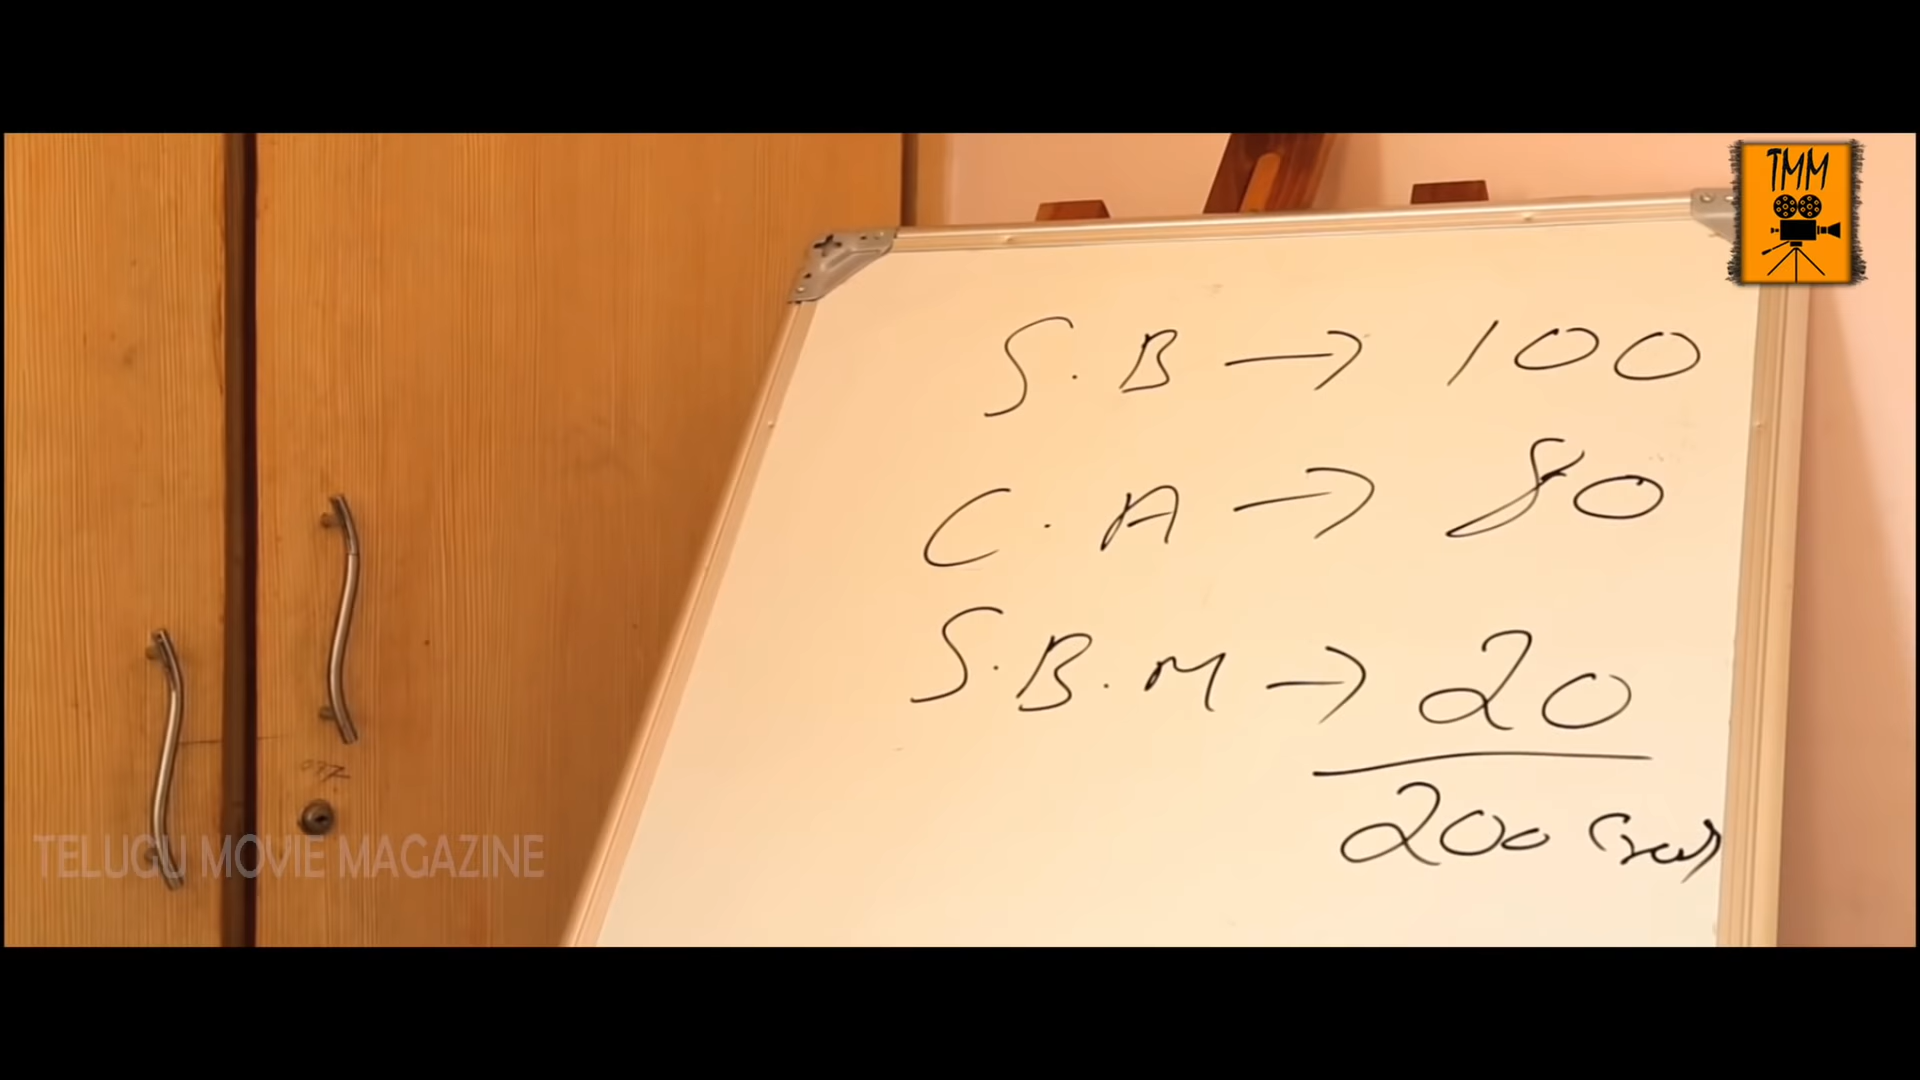 TMM
S.B → 100
C.A → 80
S.B.M → 20
200
TELUGU MOVIE MAGAZINE